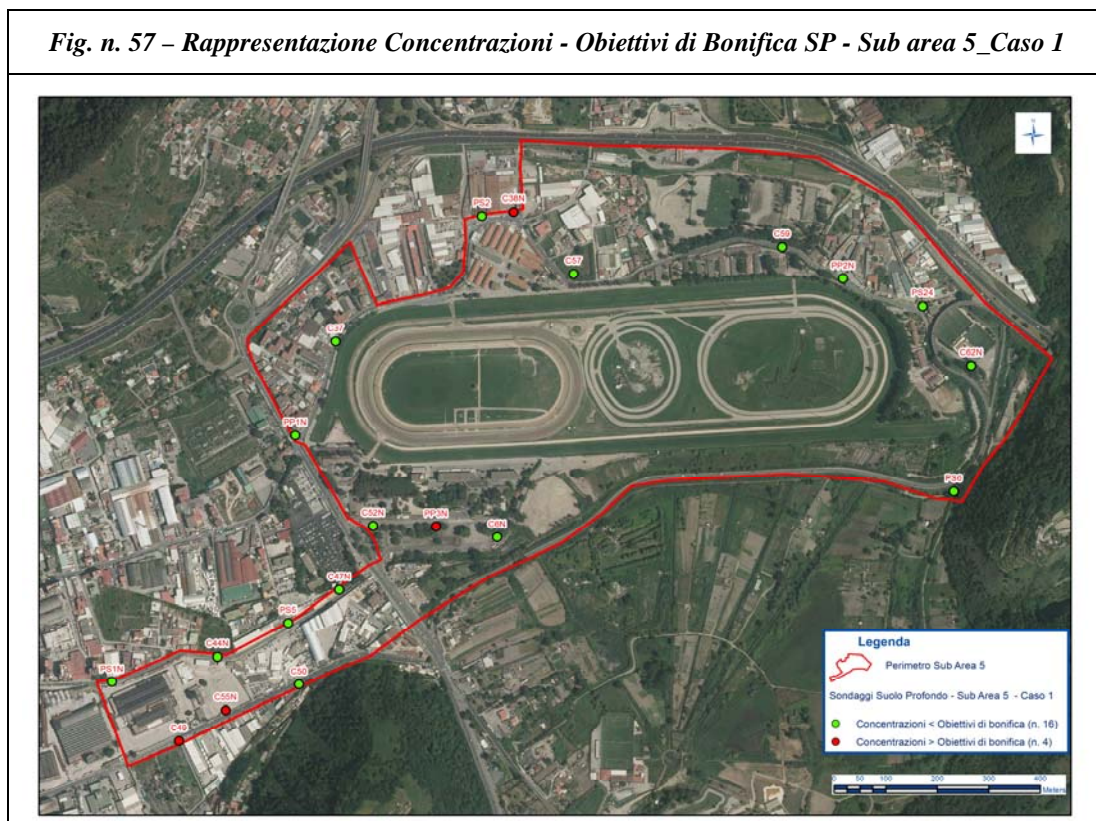 Fig. n. 57 – Rappresentazione Concentrazioni - Obiettivi di Bonifica SP - Sub area 5_Caso 1
N
PS2
C38N
C57
C59
PP2N
PS24
C37
C62N
PP1N
C52N
PP3N
C6N
C47N
PS5
C44N
PS1N
C50
C55N
C49
Legenda
Perimetro Sub Area 5
Sondaggi Suolo Profondo - Sub Area 5 - Caso 1
Concentrazioni < Obiettivi di bonifica (n. 16)
Concentrazioni > Obiettivi di bonifica (n. 4)
0 50 100 200 300 400
Meters